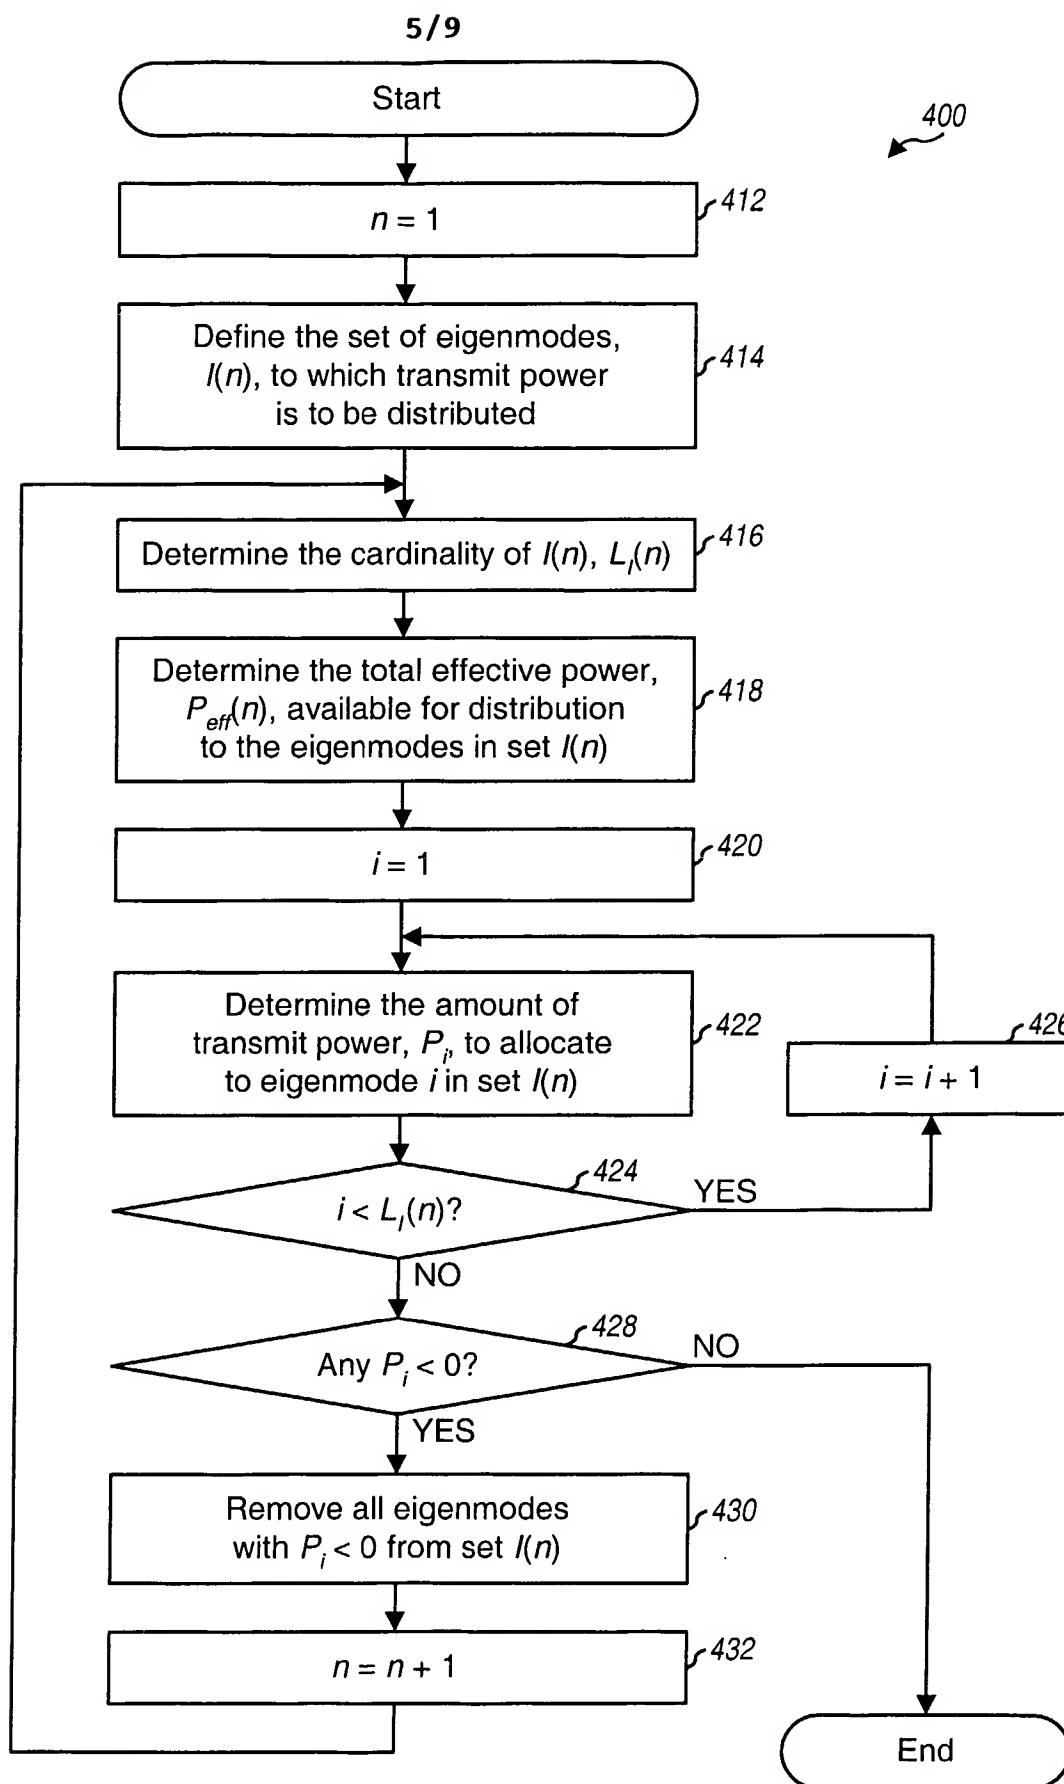 5/9
Start
400
n = 1
412
Define the set of eigenmodes,
I(n), to which transmit power
is to be distributed
414
Determine the cardinality of I(n), L_I(n)
416
Determine the total effective power,
P_eff(n), available for distribution
to the eigenmodes in set I(n)
418
i = 1
420
Determine the amount of
transmit power, P_i, to allocate
to eigenmode i in set I(n)
422
426
i = i + 1
424
i < L_I(n)?
YES
NO
428
Any P_i < 0?
NO
YES
Remove all eigenmodes
with P_i < 0 from set I(n)
430
n = n + 1
432
End